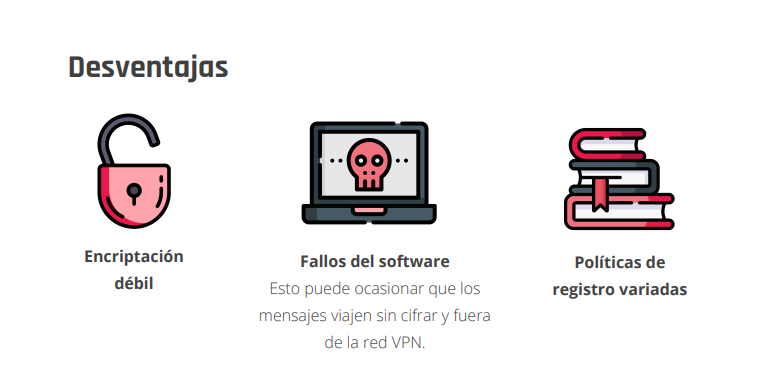 Desventajas
Encriptación
débil
Fallos del software
Esto puede ocasionar que los
mensajes viajen sin cifrar y fuera
de la red VPN.
Políticas de
registro variadas